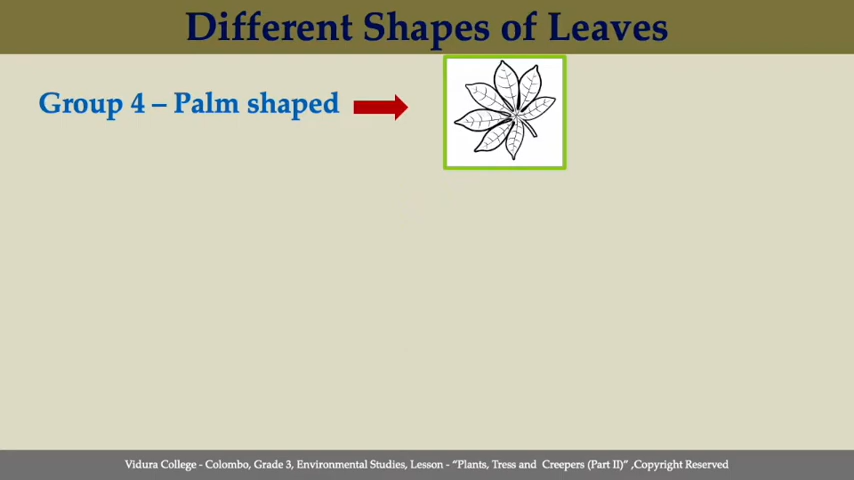 Different Shapes of Leaves
Group 4 – Palm shaped
Vidura College - Colombo, Grade 3, Environmental Studies, Lesson - “Plants, Tress and Creepers (Part II)” ,Copyright Reserved